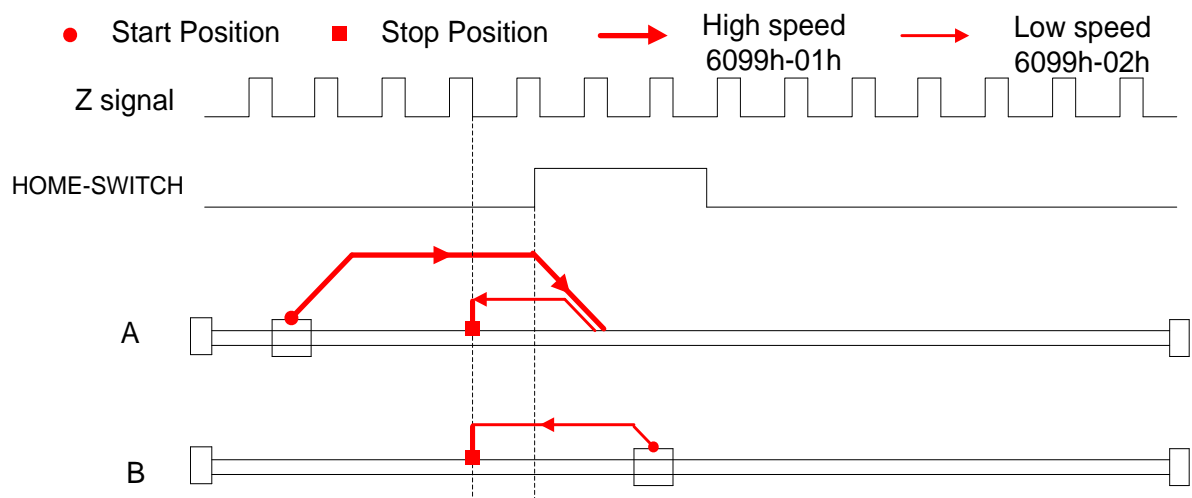 Start Position Stop Position High speed Low speed
6099h-01h 6099h-02h
Z signal
HOME-SWITCH
A
B